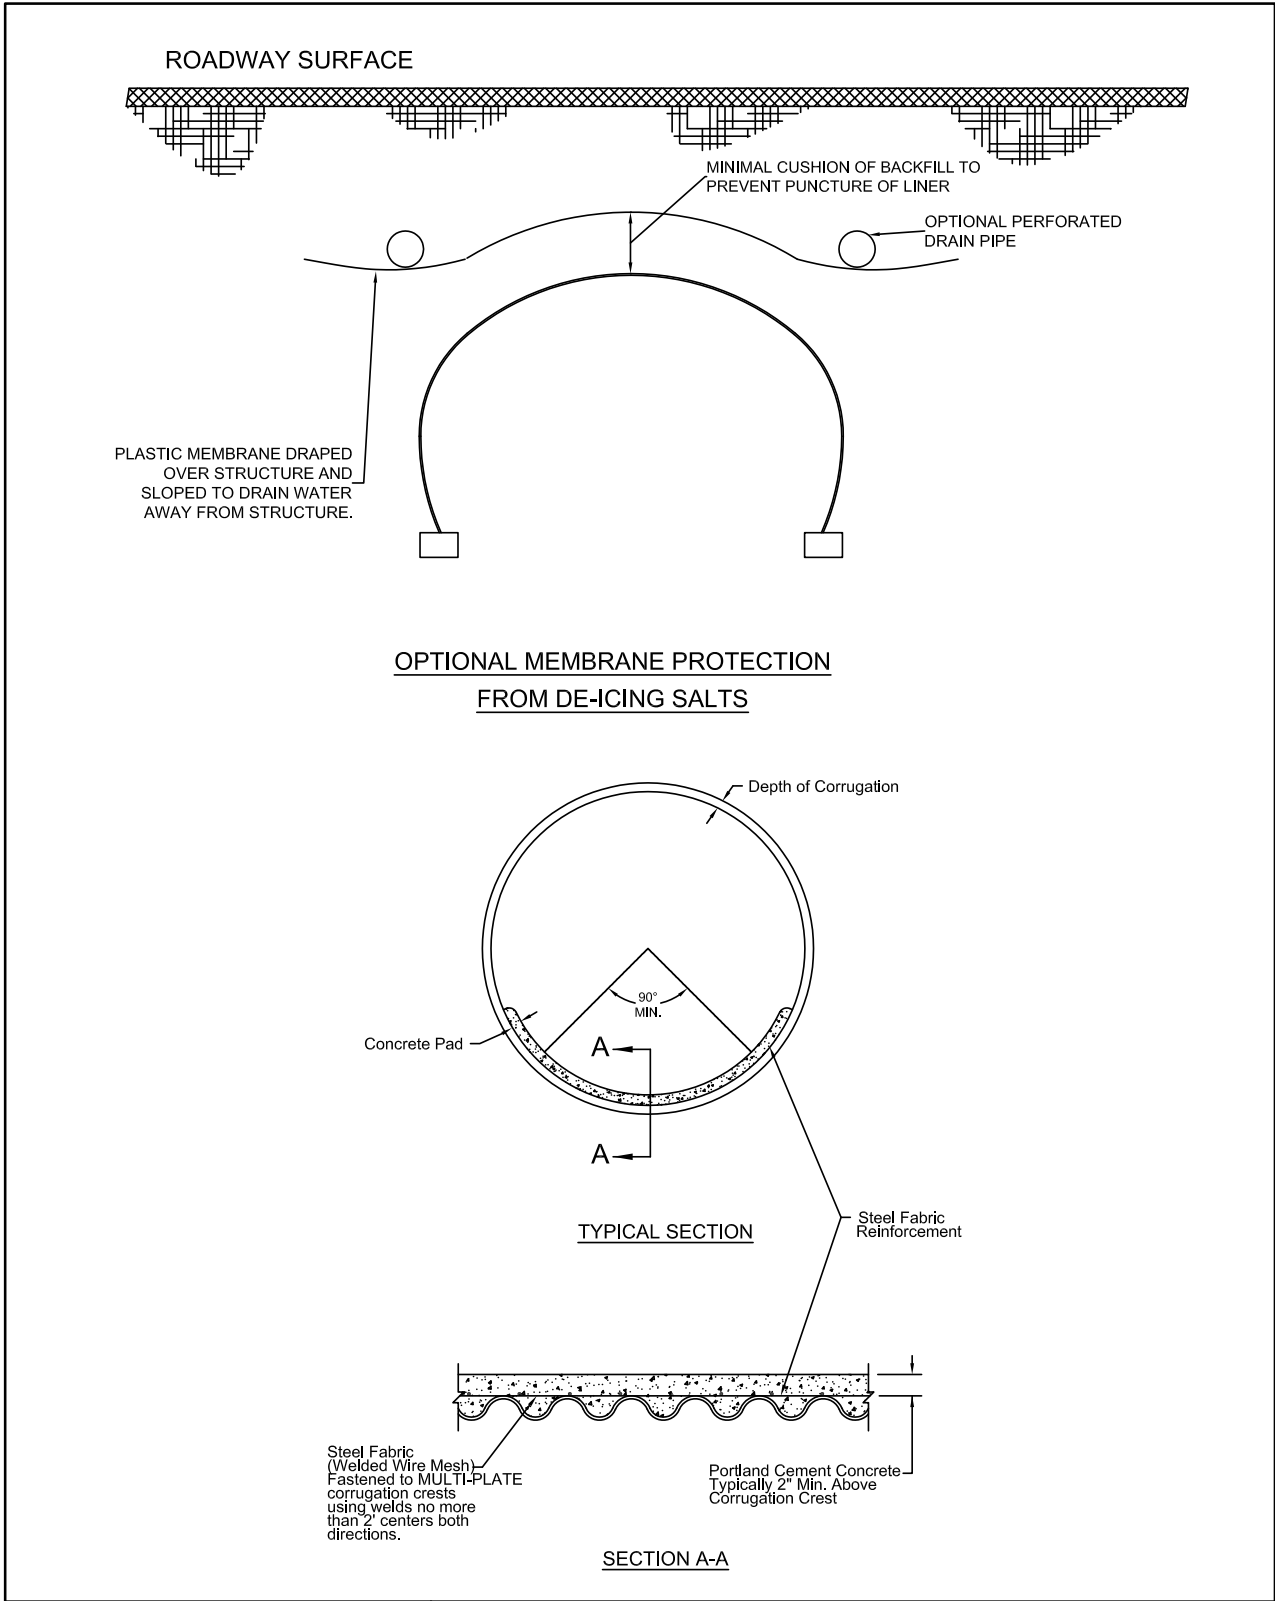 ROADWAY SURFACE
MINIMAL CUSHION OF BACKFILL TO
PREVENT PUNCTURE OF LINER
OPTIONAL PERFORATED
DRAIN PIPE
PLASTIC MEMBRANE DRAPED
OVER STRUCTURE AND
SLOPED TO DRAIN WATER
AWAY FROM STRUCTURE.
OPTIONAL MEMBRANE PROTECTION
FROM DE-ICING SALTS
Depth of Corrugation
90°
MIN.
Concrete Pad
A
A
Steel Fabric
Reinforcement
TYPICAL SECTION
Steel Fabric
(Welded Wire Mesh)
Fastened to MULTI-PLATE
corrugation crests
using welds no more
than 2' centers both
directions.
Portland Cement Concrete
Typically 2" Min. Above
Corrugation Crest
SECTION A-A